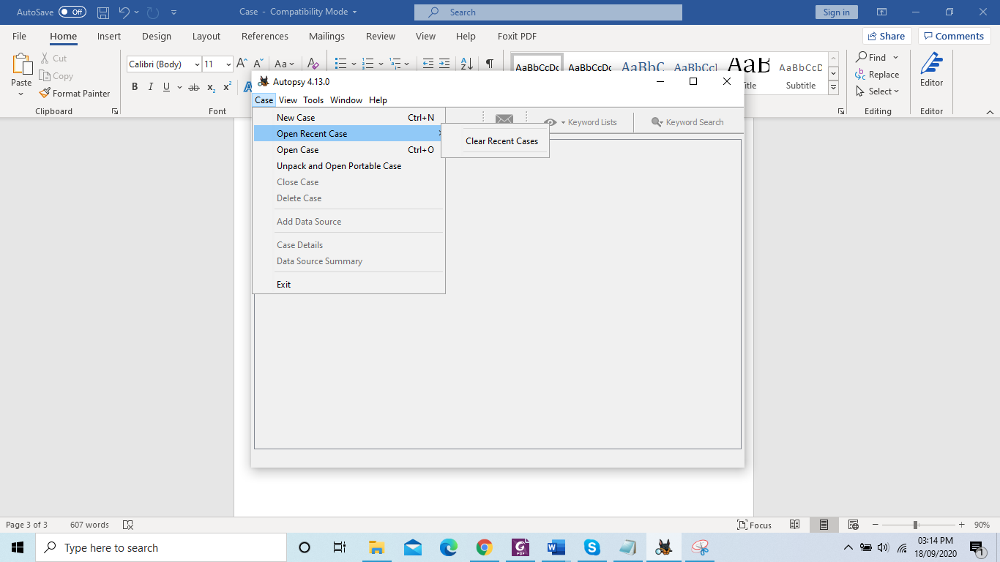 AutoSave Off Case - Compatibility Mode Search Sign in
File Home Insert Design Layout References Mailings Review View Help Foxit PDF Share Comments
Paste
Cut
Copy
Format Painter
Clipboard
Calibri (Body) 11
Font
AaBbCcDc AaBbCcDc AaBbC AaBbCcI AaB AaBbCcD
Subtitle
Find
Replace
Select
Editing
Editor
Editor
Autopsy 4.13.0
Case View Tools Window Help
Keyword Lists Keyword Search
New Case Ctrl+N
Open Recent Case
Clear Recent Cases
Open Case Ctrl+O
Unpack and Open Portable Case
Close Case
Delete Case
Add Data Source
Case Details
Data Source Summary
Exit
Page 3 of 3 607 words Focus 90%
Type here to search
03:14 PM
18/09/2020
1